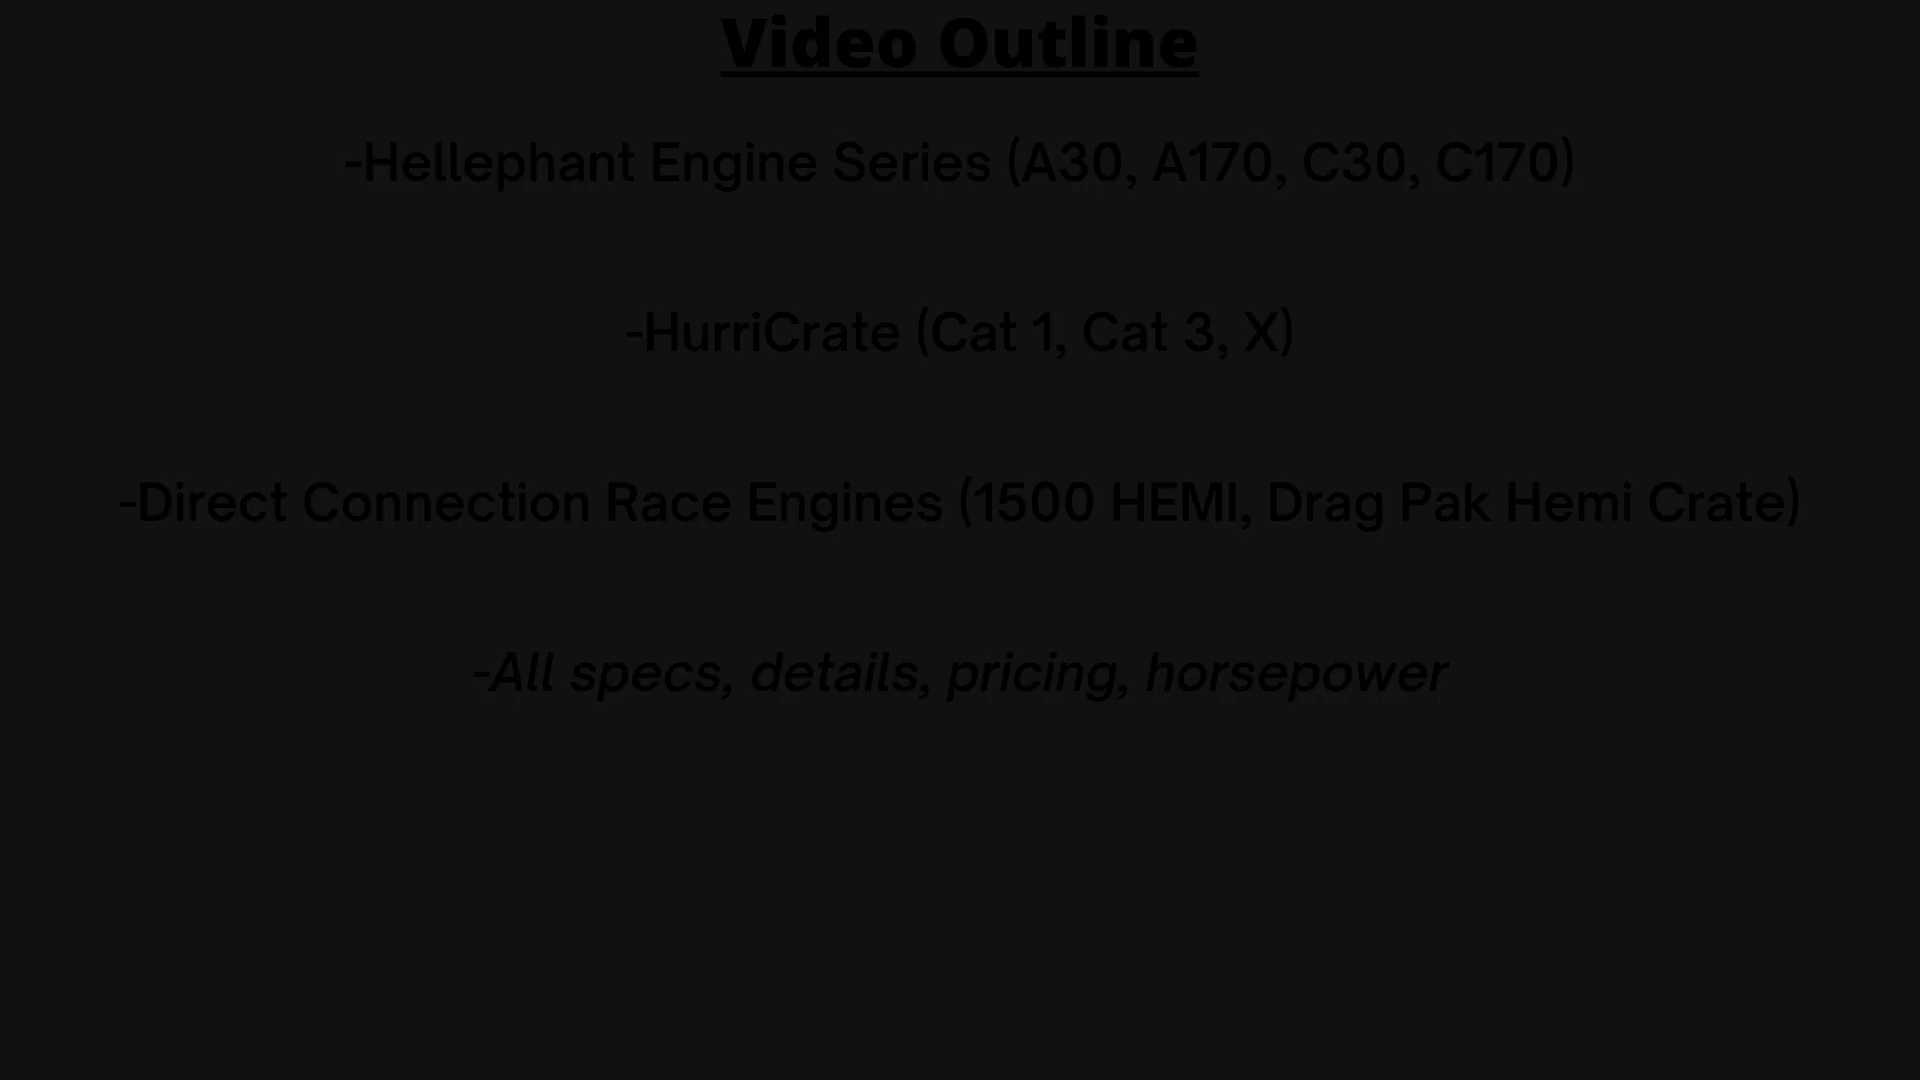 Video Outline
-Hellephant Engine Series (A30, A170, C30, C170)
-HurriCrate (Cat 1, Cat 3, X)
-Direct Connection Race Engines (1500 HEMI, Drag Pak Hemi Crate)
-All specs, details, pricing, horsepower